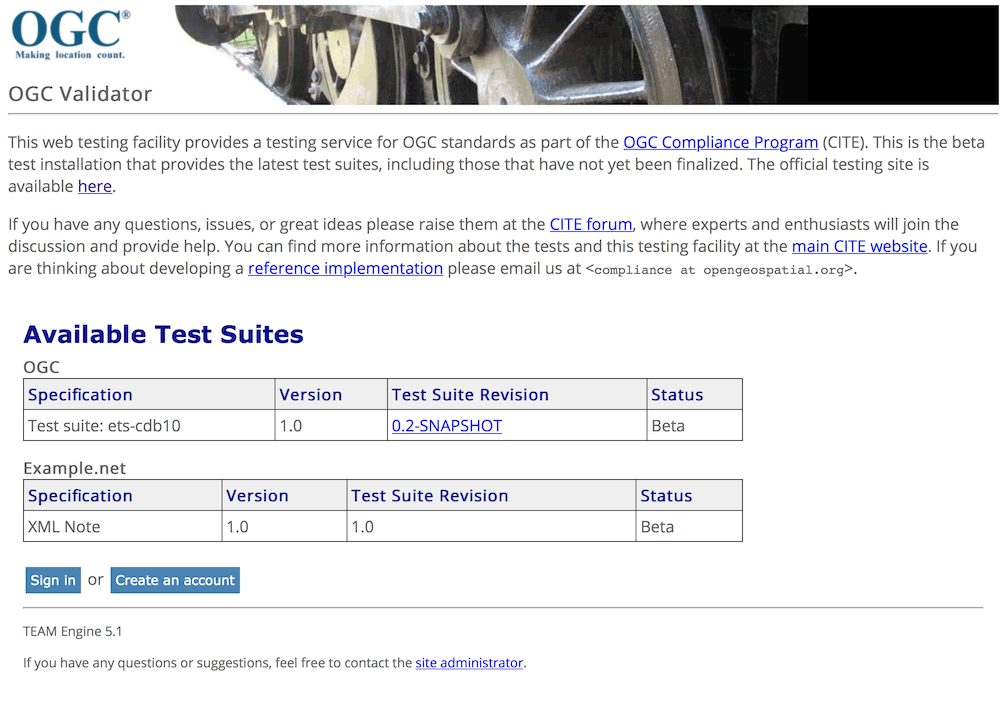 OGC®
Making location count.
OGC Validator
This web testing facility provides a testing service for OGC standards as part of the OGC Compliance Program (CITE). This is the beta
test installation that provides the latest test suites, including those that have not yet been finalized. The official testing site is
available here.
If you have any questions, issues, or great ideas please raise them at the CITE forum, where experts and enthusiasts will join the
discussion and provide help. You can find more information about the tests and this testing facility at the main CITE website. If you
are thinking about developing a reference implementation please email us at <compliance at opengeospatial.org>.
Available Test Suites
OGC
Specification Version Test Suite Revision Status
Test suite: ets-cdb10 1.0 0.2-SNAPSHOT Beta
Example.net
Specification Version Test Suite Revision Status
XML Note 1.0 1.0 Beta
Sign in or Create an account
TEAM Engine 5.1
If you have any questions or suggestions, feel free to contact the site administrator.